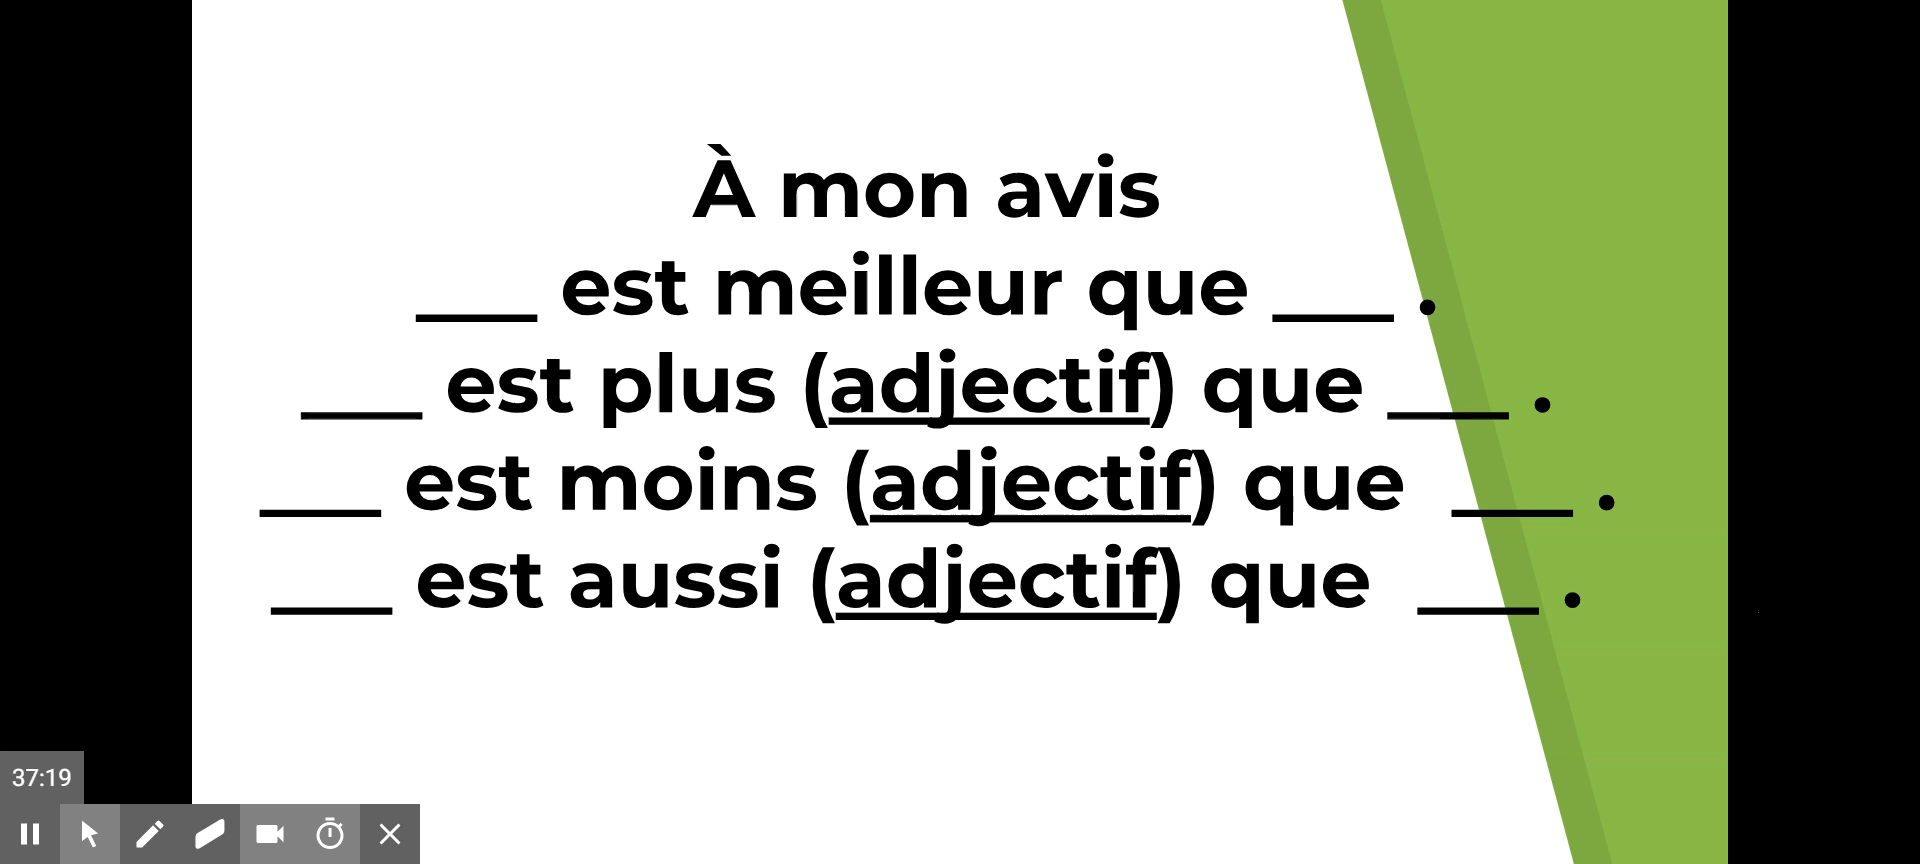 À mon avis
___ est meilleur que ___ .
___ est plus (adjectif) que ___ .
___ est moins (adjectif) que ___ .
___ est aussi (adjectif) que ___ .
37:19